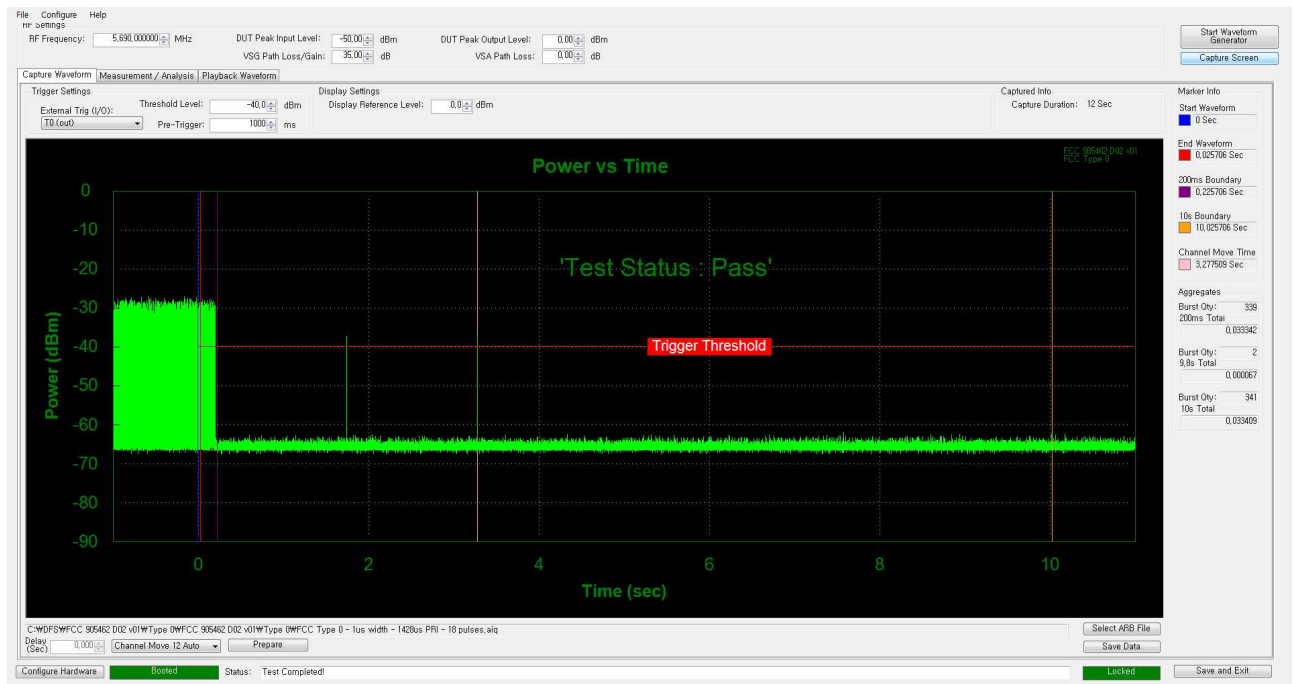 File Configure Help
RF Settings
RF Frequency: 5,690,000000 MHz
DUT Peak Input Level: -50,00 dBm
DUT Peak Output Level: 0,00 dBm
VSG Path Loss/Gain: 35,00 dB
VSA Path Loss: 0,00 dB
Start Waveform
Generator
Capture Screen
Capture Waveform Measurement / Analysis Playback Waveform
Trigger Settings
External Trig (I/O):
T0 (out)
Threshold Level: -40,0 dBm
Pre-Trigger: 1000 ms
Display Settings
Display Reference Level: 0,0 dBm
Captured Info
Capture Duration: 12 Sec
Marker Info
Start Waveform
0 Sec
End Waveform
0,025706 Sec
200ms Boundary
0,225706 Sec
10s Boundary
10,025706 Sec
Channel Move Time
3,277509 Sec
Aggregates
Burst Qty: 339
200ms Total
0,033342
Burst Qty: 2
9,8s Total
0,000067
Burst Qty: 341
10s Total
0,033409
FCC 905462 D02 v01
FCC Type 0
Power vs Time
'Test Status : Pass'
Trigger Threshold
Power (dBm)
0
-10
-20
-30
-40
-50
-60
-70
-80
-90
0 2 4 6 8 10
Time (sec)
C:₩DFS₩FCC 905462 D02 v01₩Type 0₩FCC 905462 D02 v01₩Type 0₩FCC Type 0 - 1us width - 1428us PRI - 18 pulses,aiq
Select ARB File
Delay
(Sec) 0,000 Channel Move 12 Auto Prepare
Save Data
Configure Hardware Booted Status: Test Completed! Locked Save and Exit